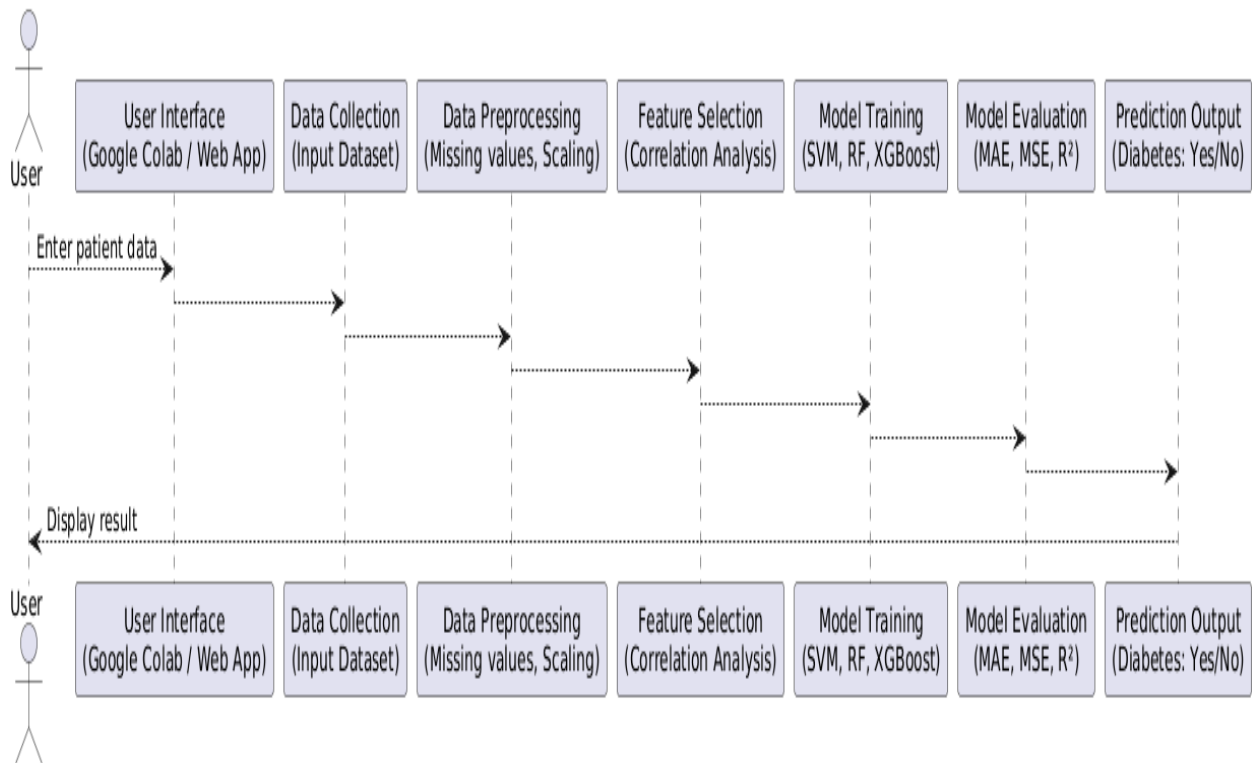 User
User Interface
(Google Colab / Web App)
Data Collection
(Input Dataset)
Data Preprocessing
(Missing values, Scaling)
Feature Selection
(Correlation Analysis)
Model Training
(SVM, RF, XGBoost)
Model Evaluation
(MAE, MSE, R²)
Prediction Output
(Diabetes: Yes/No)
Enter patient data
Display result
User
User Interface
(Google Colab / Web App)
Data Collection
(Input Dataset)
Data Preprocessing
(Missing values, Scaling)
Feature Selection
(Correlation Analysis)
Model Training
(SVM, RF, XGBoost)
Model Evaluation
(MAE, MSE, R²)
Prediction Output
(Diabetes: Yes/No)